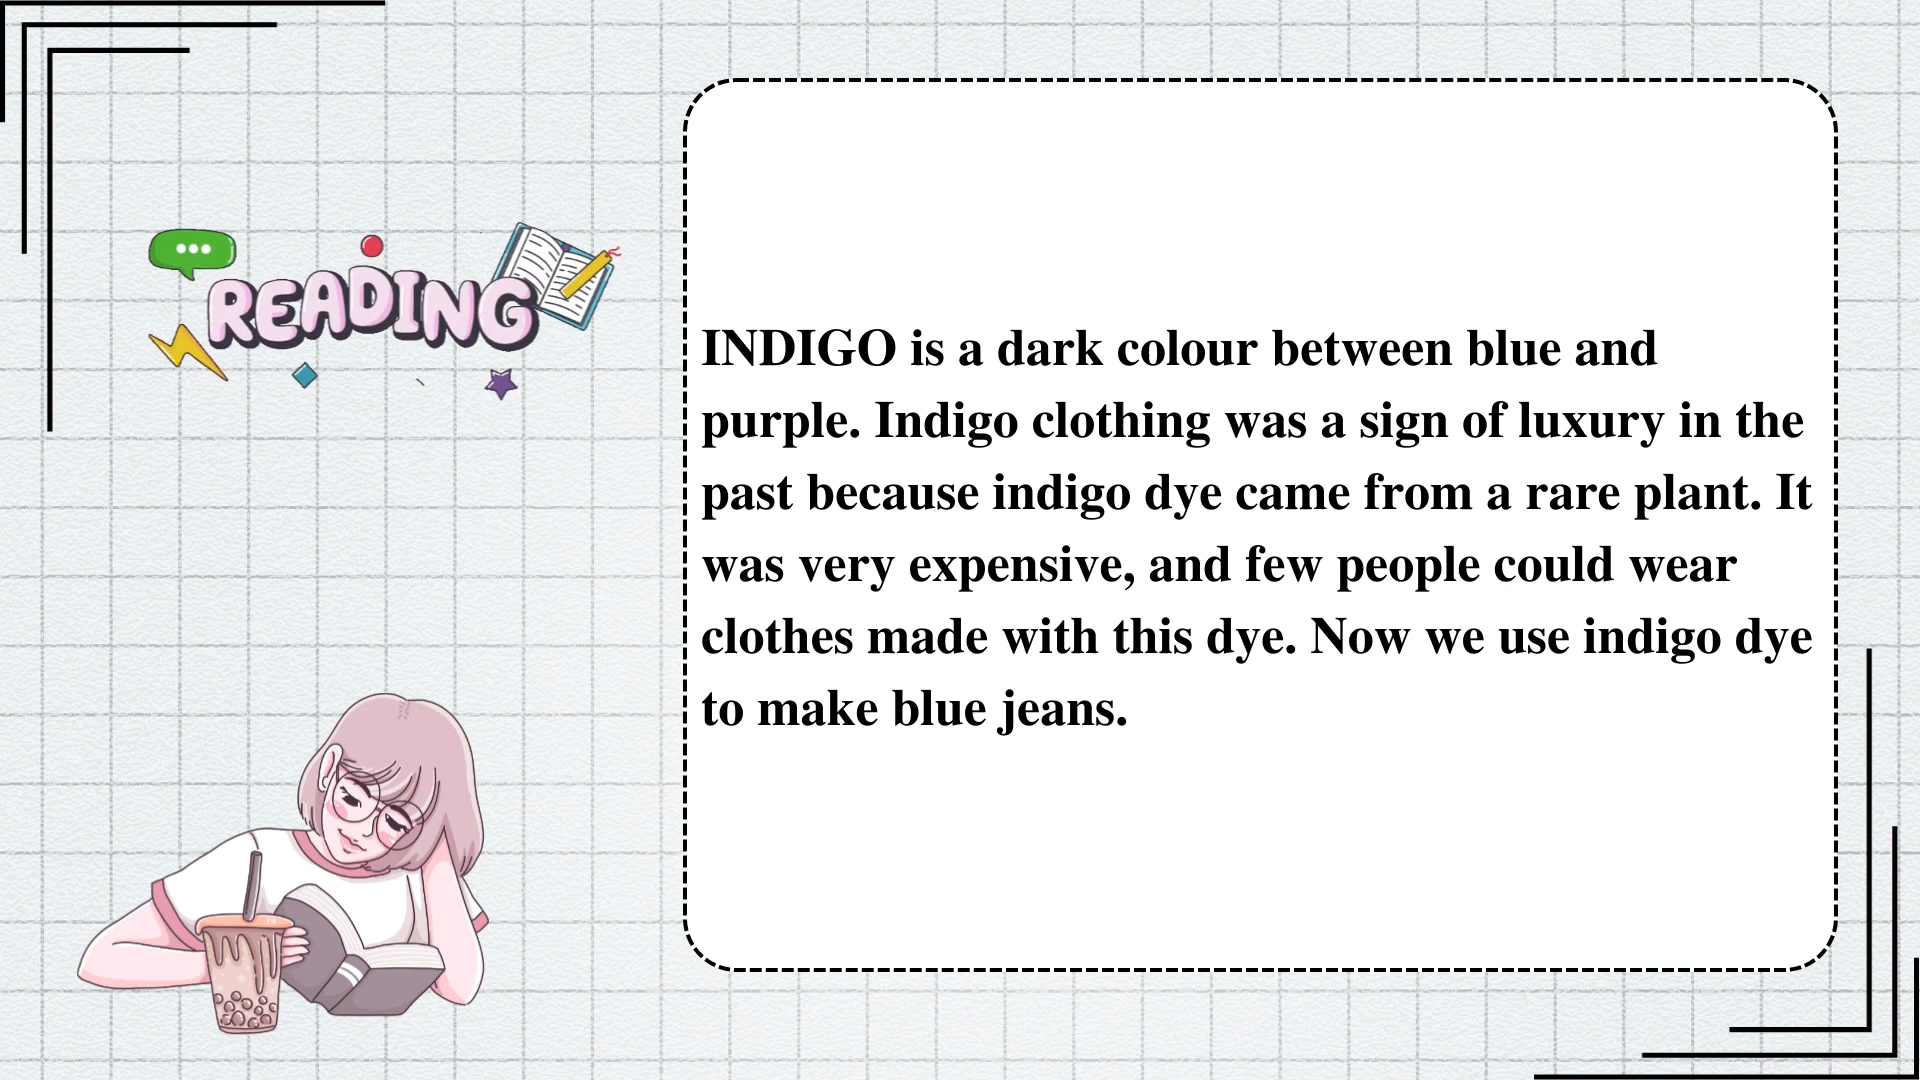 READING
INDIGO is a dark colour between blue and
purple. Indigo clothing was a sign of luxury in the
past because indigo dye came from a rare plant. It
was very expensive, and few people could wear
clothes made with this dye. Now we use indigo dye
to make blue jeans.